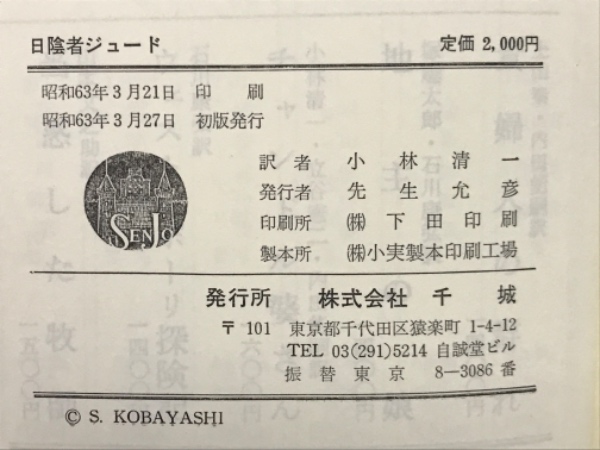 日陰者ジュード 定価 2,000円
昭和63年3月21日 印 刷
昭和63年3月27日 初版発行
SENJO
訳 者 小 林 清 一
発行者 先 生 允 彦
印刷所 ㈱ 下 田 印 刷
製本所 ㈱小実製本印刷工場
発行所 株式会社 千 城
〒101 東京都千代田区猿楽町 1-4-12
TEL 03(291)5214 自誠堂ビル
振 替 東 京 8―3086 番
© S. KOBAYASHI